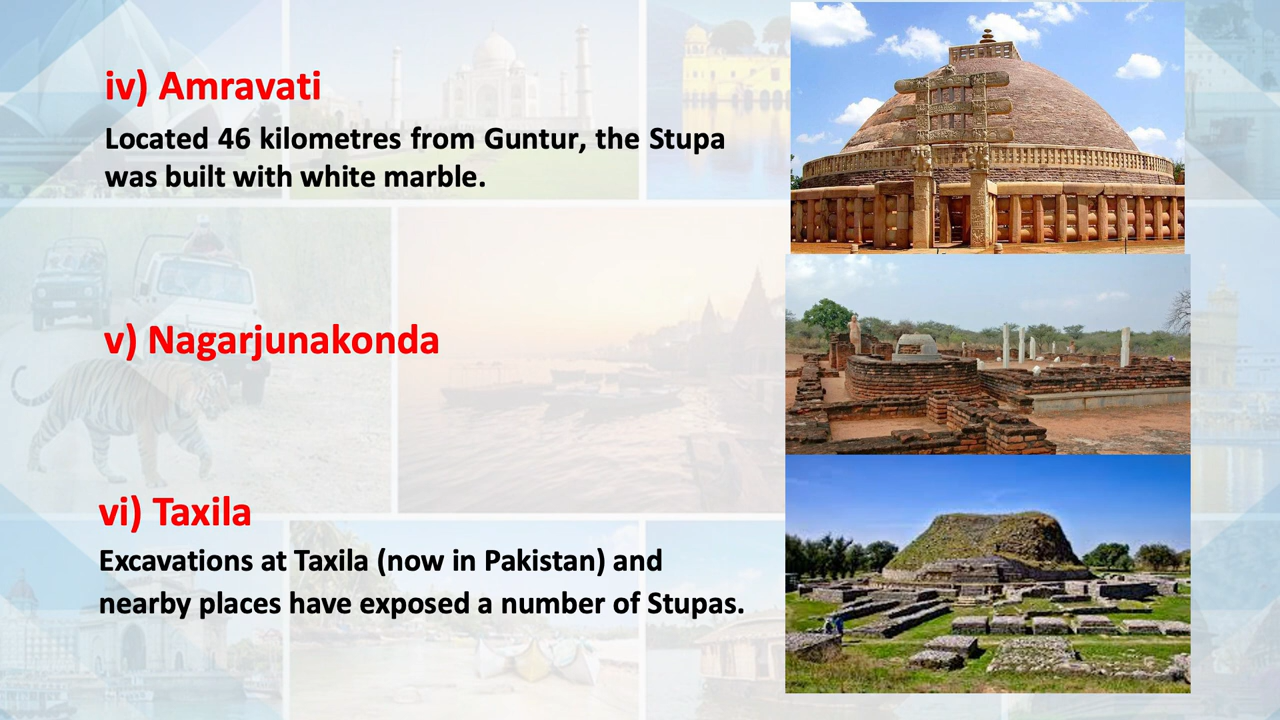 iv) Amravati
Located 46 kilometres from Guntur, the Stupa
was built with white marble.
v) Nagarjunakonda
vi) Taxila
Excavations at Taxila (now in Pakistan) and
nearby places have exposed a number of Stupas.